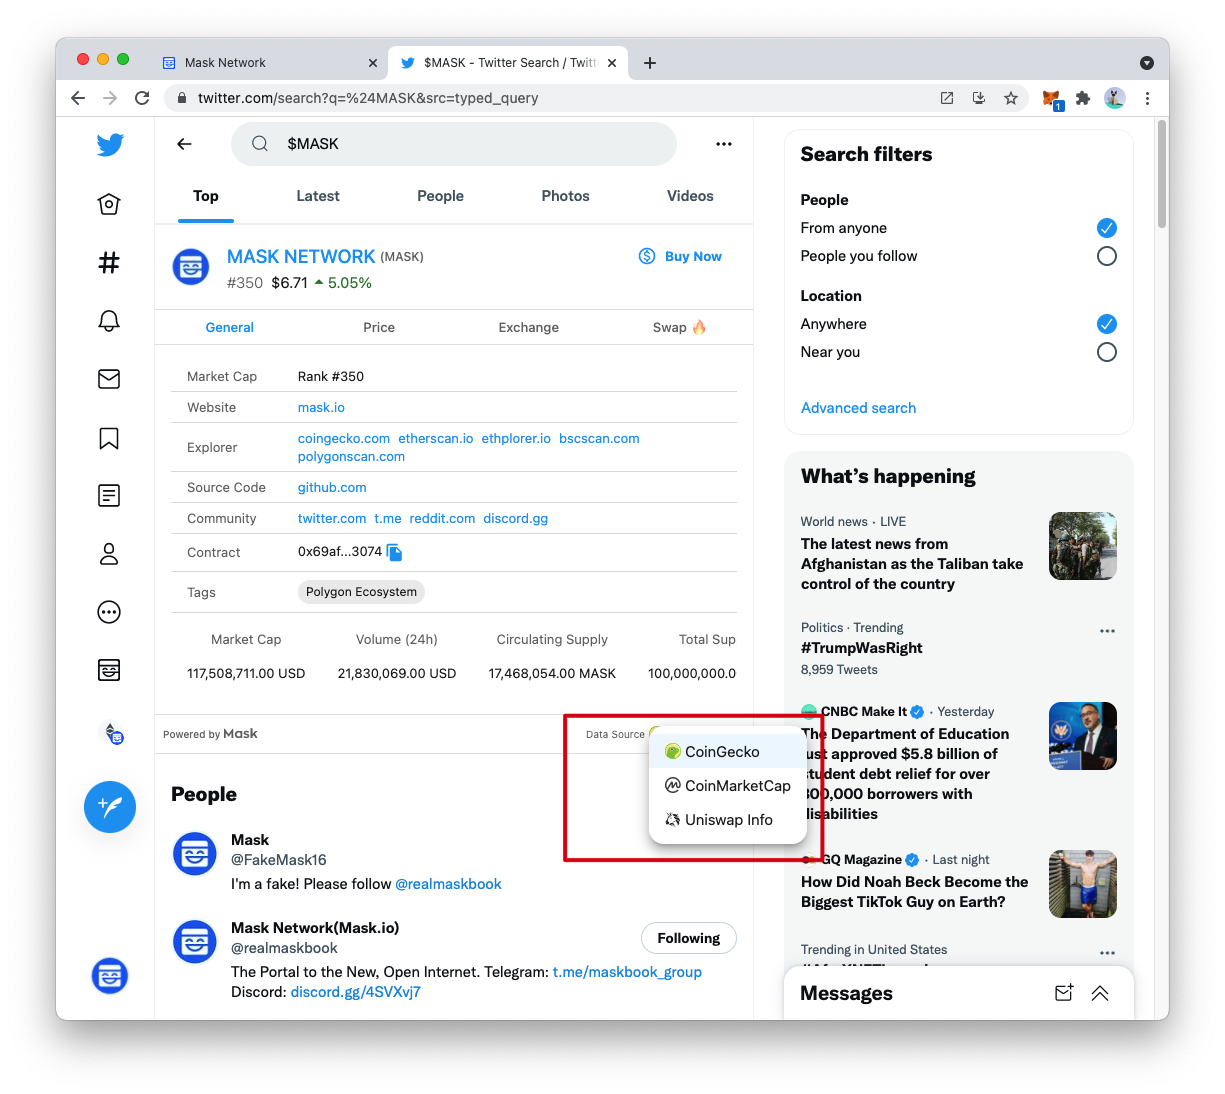 Mask Network
$MASK - Twitter Search / Twitt
twitter.com/search?q=%24MASK&src=typed_query
1
$MASK
Top
Latest
People
Photos
Videos
MASK NETWORK (MASK)
#350 $6.71 5.05%
Buy Now
General
Price
Exchange
Swap 🔥
Market Cap
Rank #350
Website
mask.io
Explorer
coingecko.com etherscan.io ethplorer.io bscscan.com
polygonscan.com
Source Code
github.com
Community
twitter.com t.me reddit.com discord.gg
Contract
0x69af...3074
Tags
Polygon Ecosystem
Market Cap
Volume (24h)
Circulating Supply
Total Sup
117,508,711.00 USD
21,830,069.00 USD
17,468,054.00 MASK
100,000,000.0
Powered by Mask
Data Source
CoinGecko
CoinMarketCap
Uniswap Info
People
Mask
@FakeMask16
I'm a fake! Please follow @realmaskbook
Mask Network(Mask.io)
@realmaskbook
Following
The Portal to the New, Open Internet. Telegram: t.me/maskbook_group
Discord: discord.gg/4SVXvj7
Search filters
People
From anyone
People you follow
Location
Anywhere
Near you
Advanced search
What's happening
World news · LIVE
The latest news from
Afghanistan as the Taliban take
control of the country
Politics · Trending
#TrumpWasRight
8,959 Tweets
CNBC Make It · Yesterday
The Department of Education
just approved $5.8 billion of
student debt relief for over
300,000 borrowers with
disabilities
GQ Magazine · Last night
How Did Noah Beck Become the
Biggest TikTok Guy on Earth?
Trending in United States
Messages